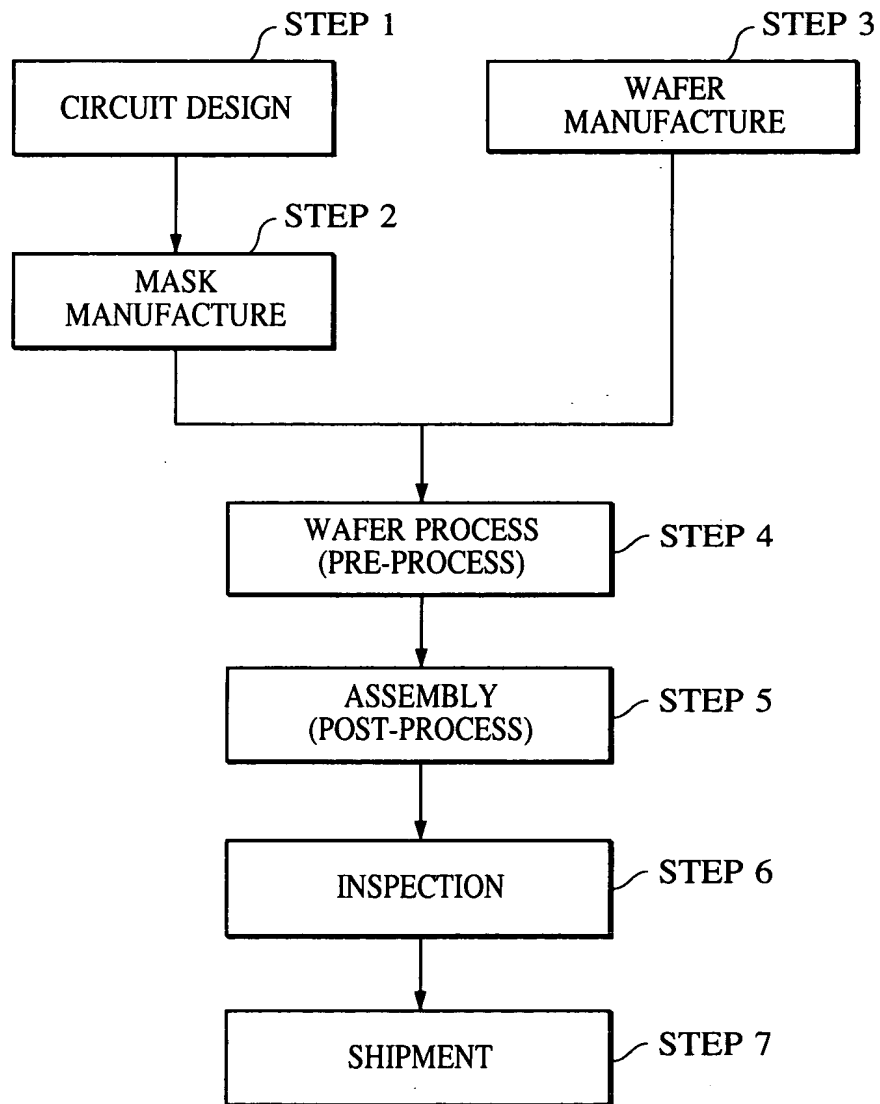 STEP 1
CIRCUIT DESIGN
STEP 3
WAFER
MANUFACTURE
STEP 2
MASK
MANUFACTURE
WAFER PROCESS
(PRE-PROCESS)
STEP 4
ASSEMBLY
(POST-PROCESS)
STEP 5
INSPECTION
STEP 6
SHIPMENT
STEP 7